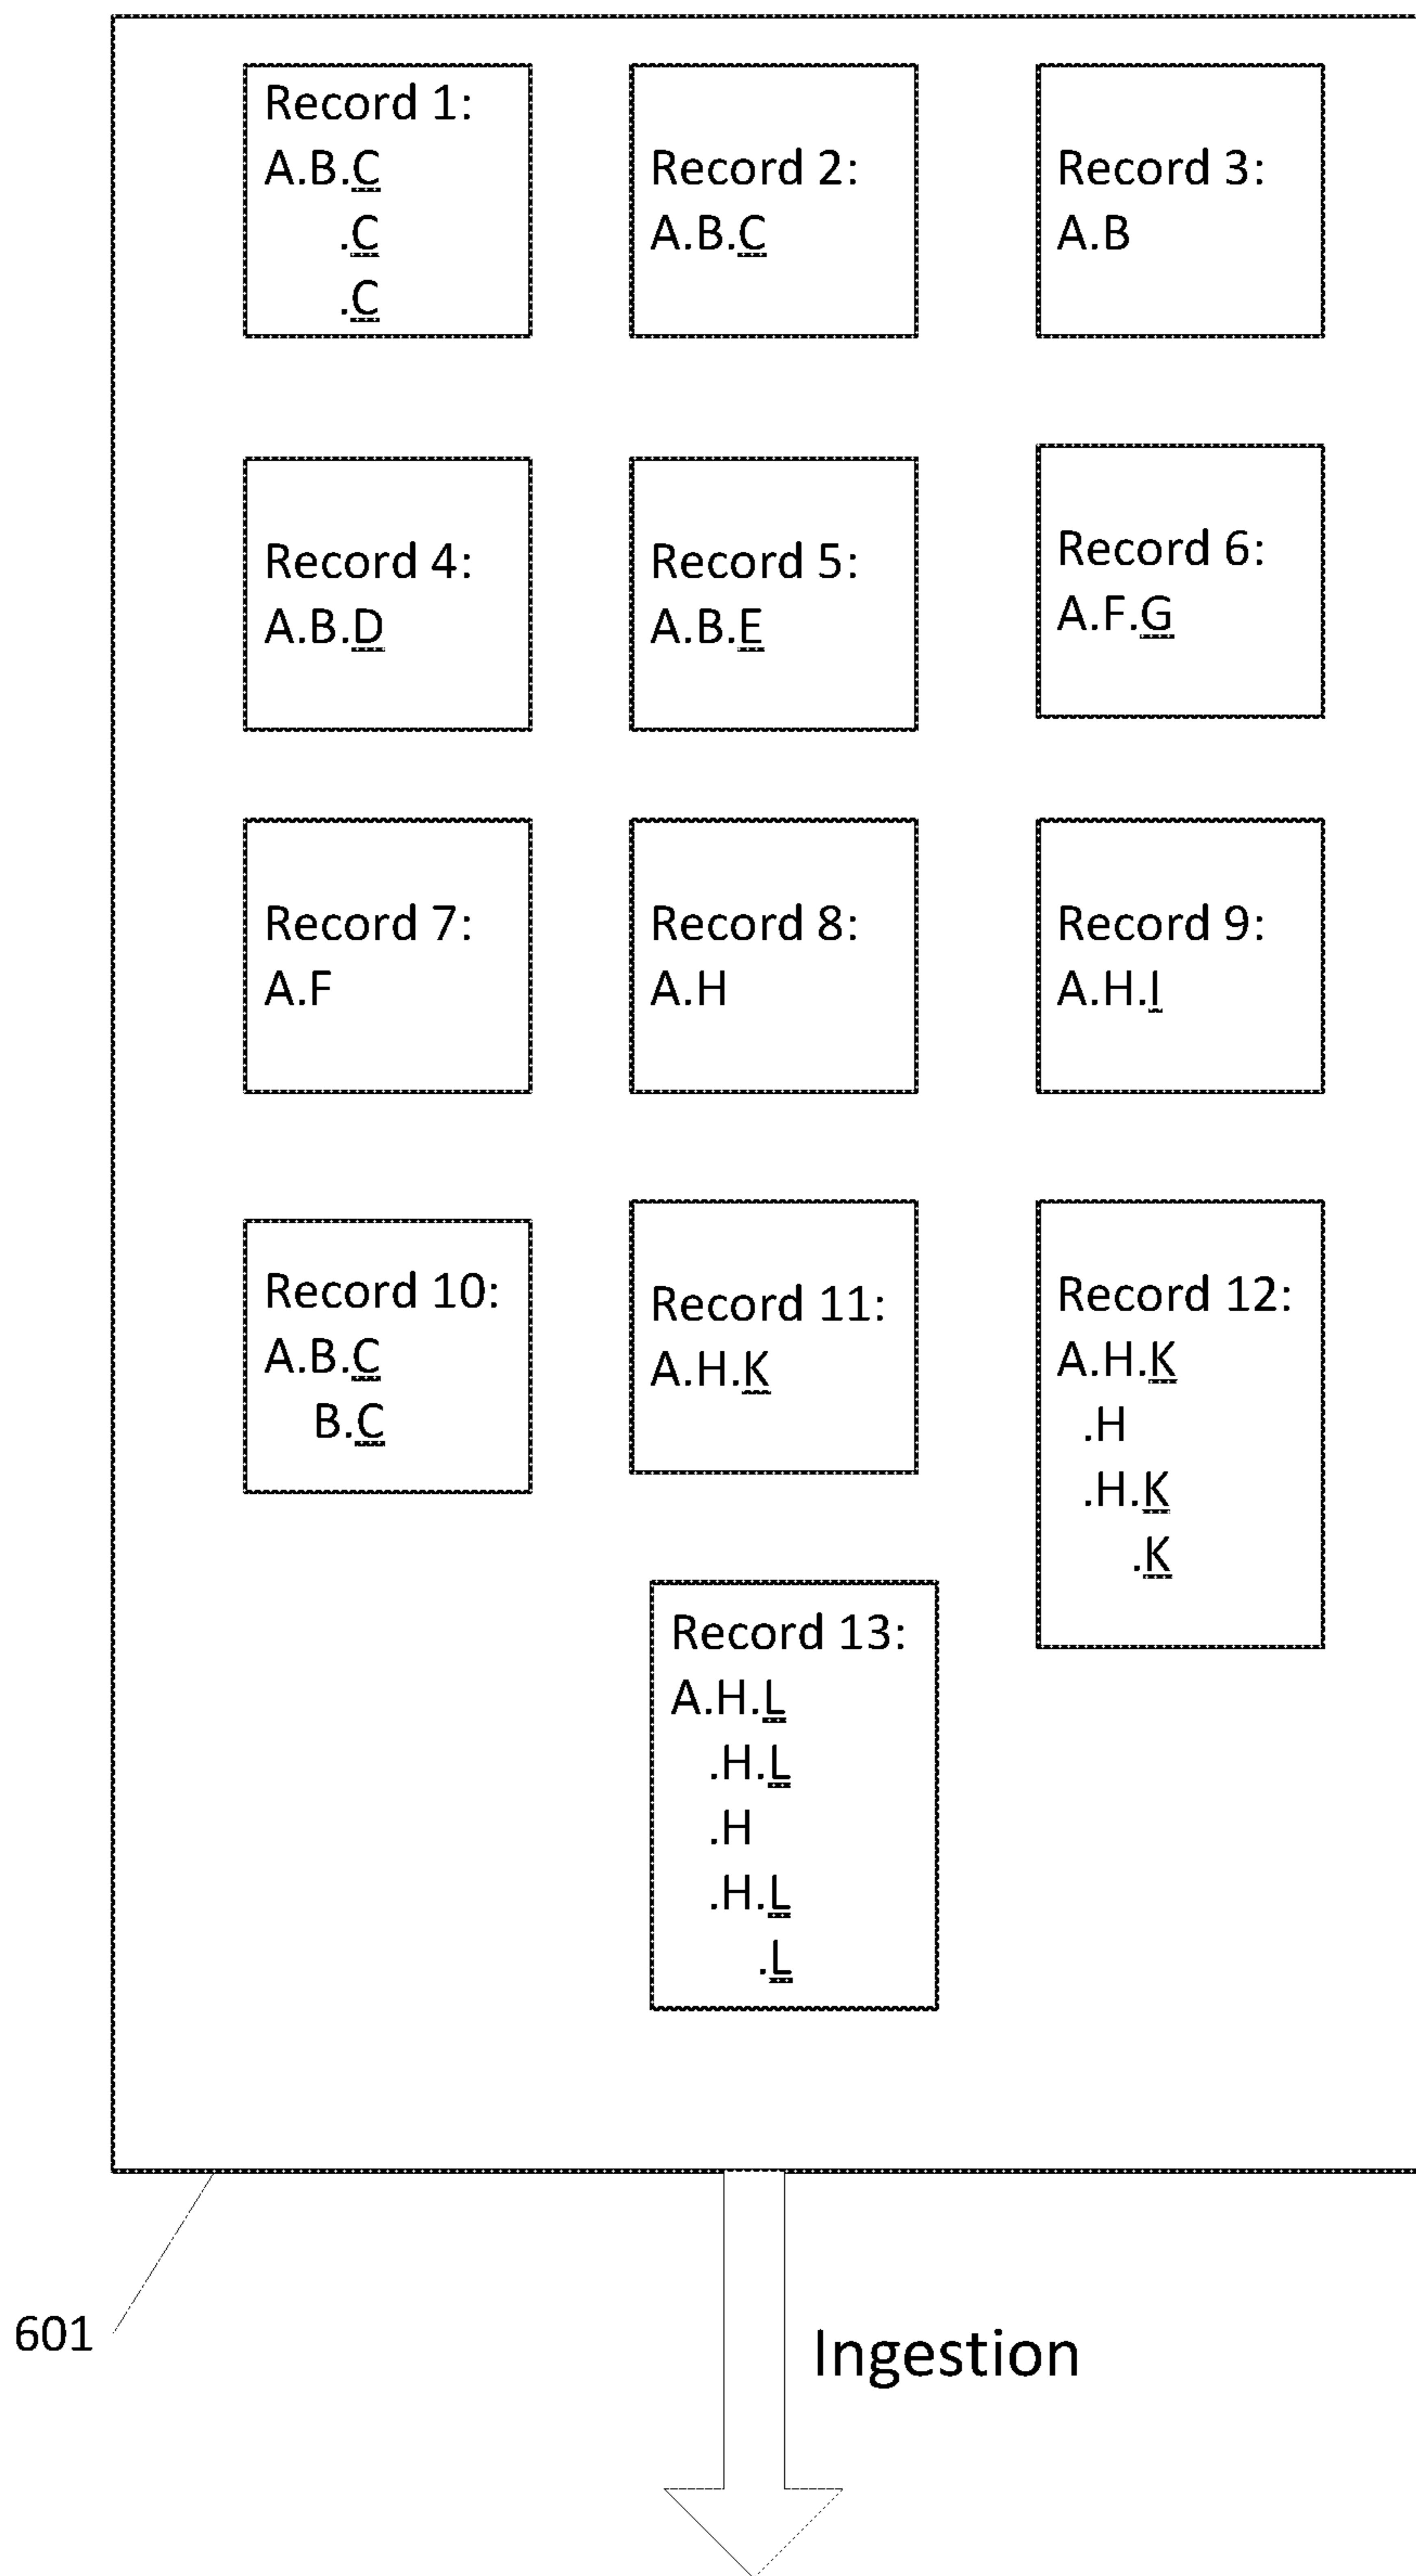 Record 1:
A.B.C
.C
.C
Record 2:
A.B.C
Record 3:
A.B
Record 4:
A.B.D
Record 5:
A.B.E
Record 6:
A.F.G
Record 7:
A.F
Record 8:
A.H
Record 9:
A.H.I
Record 10:
A.B.C
B.C
Record 11:
A.H.K
Record 12:
A.H.K
.H
.H.K
.K
Record 13:
A.H.L
.H.L
.H
.H.L
.L
601
Ingestion